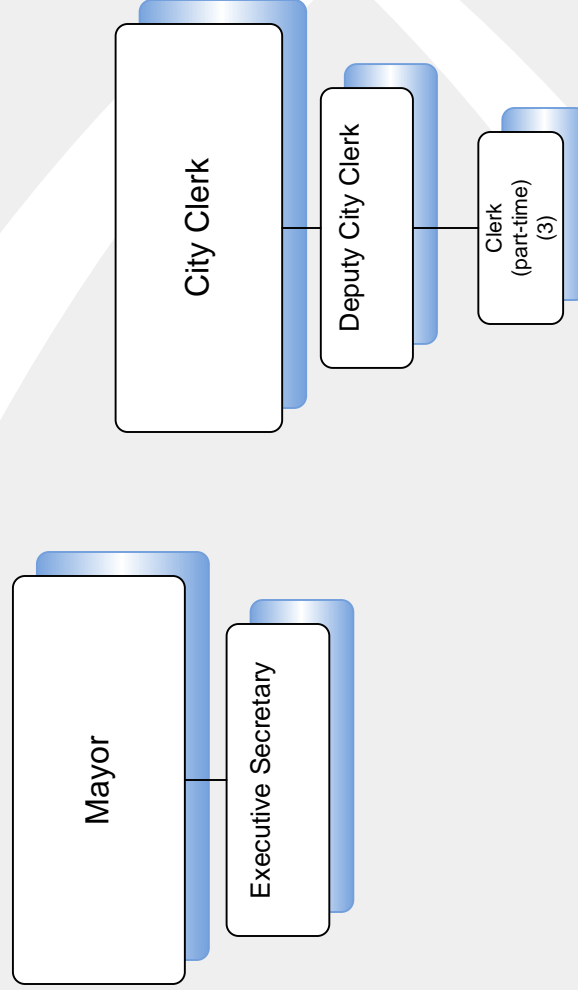 Mayor
Executive Secretary
City Clerk
Deputy City Clerk
Clerk
(part-time)
(3)